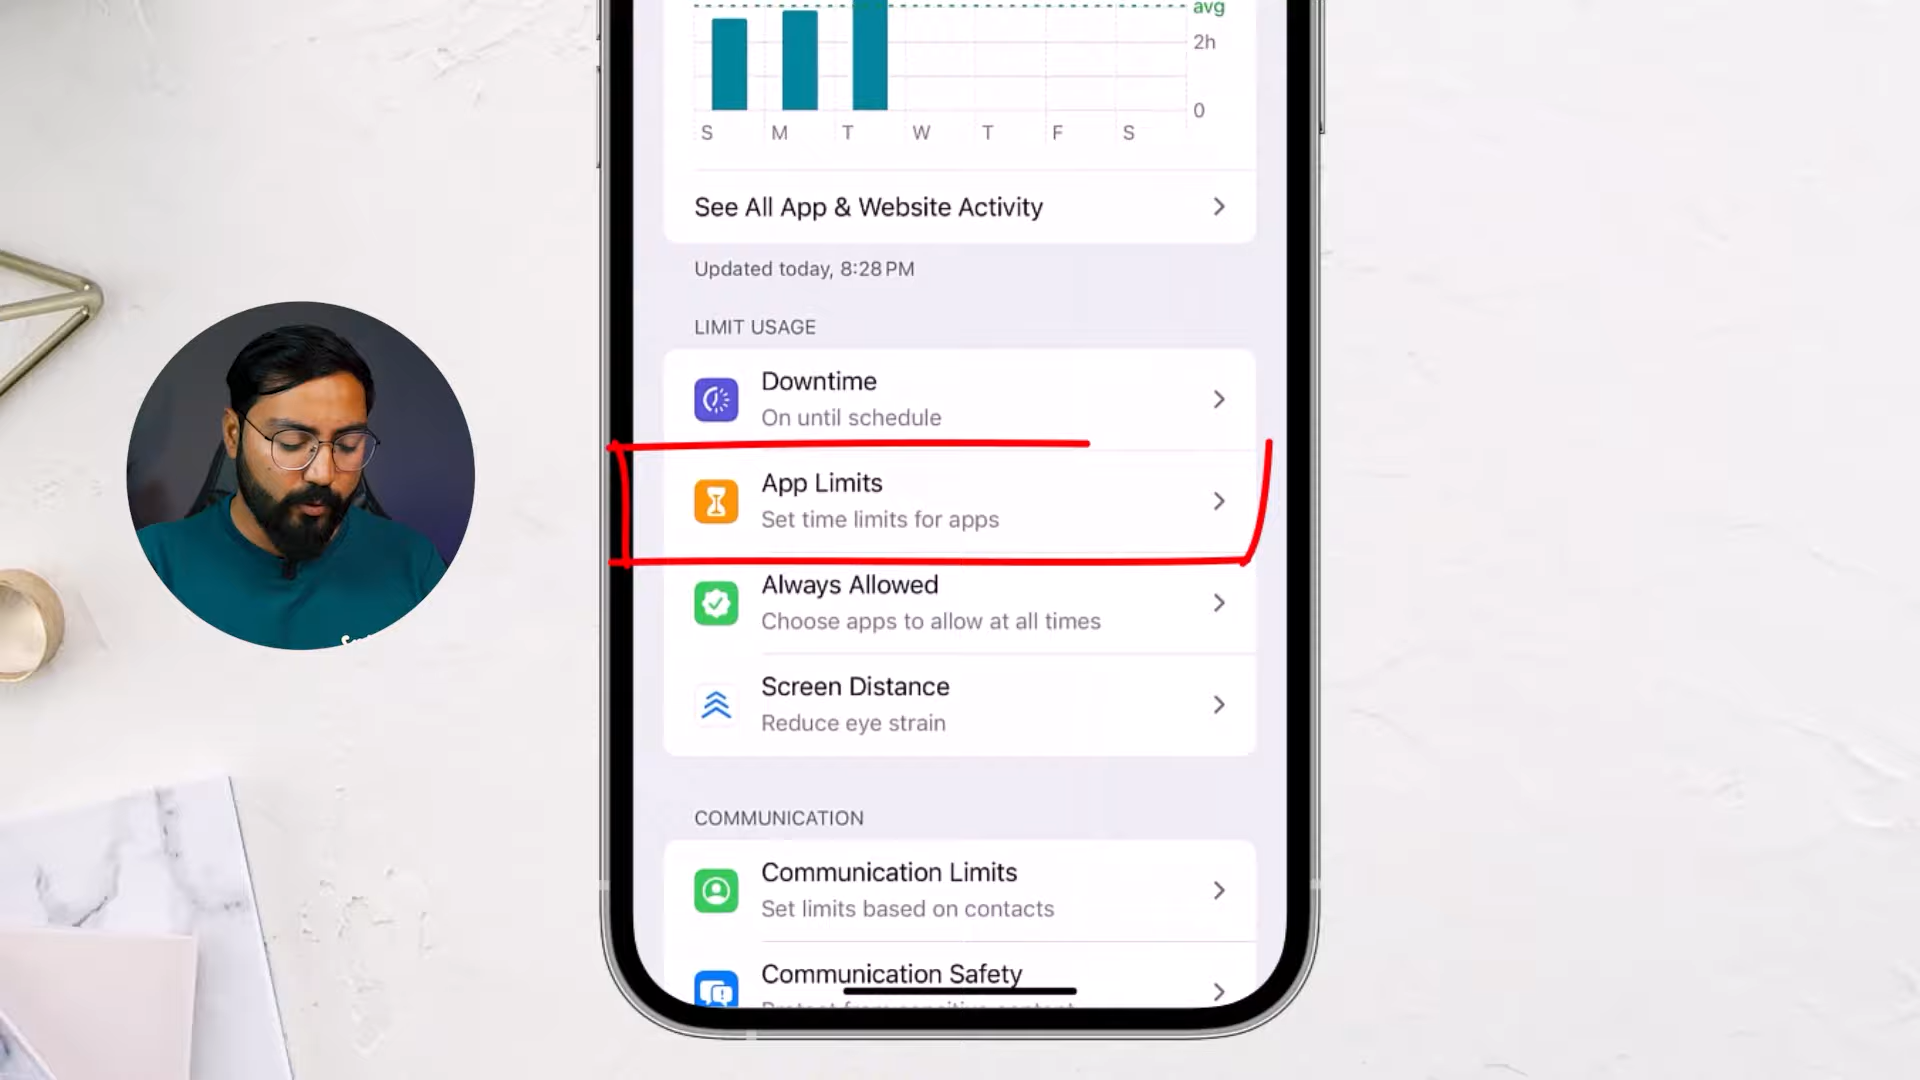 avg
2h
0
S M T W T F S
See All App & Website Activity
Updated today, 8:28 PM
LIMIT USAGE
Downtime
On until schedule
App Limits
Set time limits for apps
Always Allowed
Choose apps to allow at all times
Screen Distance
Reduce eye strain
COMMUNICATION
Communication Limits
Set limits based on contacts
Communication Safety